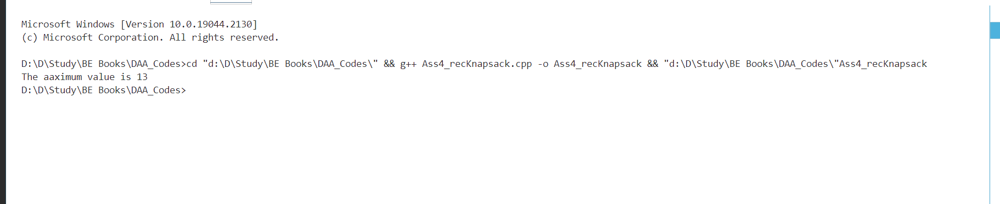 Microsoft Windows [Version 10.0.19044.2130]
(c) Microsoft Corporation. All rights reserved.
D:\D\Study\BE Books\DAA_Codes>cd "d:\D\Study\BE Books\DAA_Codes\" && g++ Ass4_recKnapsack.cpp -o Ass4_recKnapsack && "d:\D\Study\BE Books\DAA_Codes\"Ass4_recKnapsack
The aaximum value is 13
D:\D\Study\BE Books\DAA_Codes>